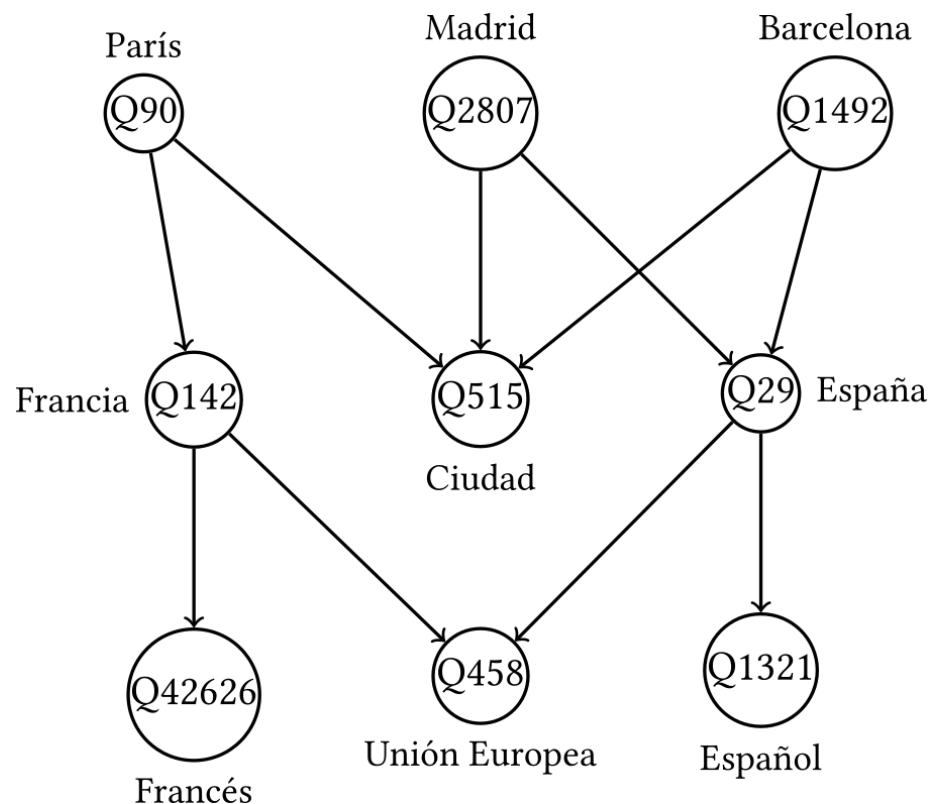 París
Madrid
Barcelona
Q90
Q2807
Q1492
Francia
Q142
Q515
Q29
España
Ciudad
Q42626
Q458
Q1321
Francés
Unión Europea
Español